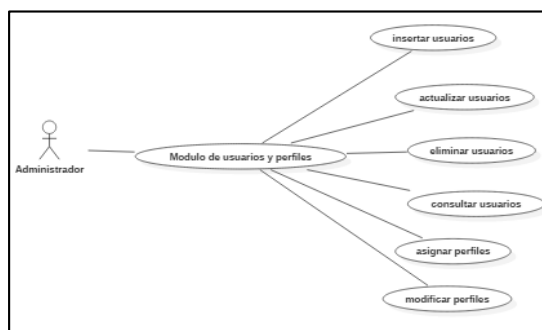 insertar usuarios
actualizar usuarios
eliminar usuarios
Modulo de usuarios y perfiles
Administrador
consultar usuarios
asignar perfiles
modificar perfiles